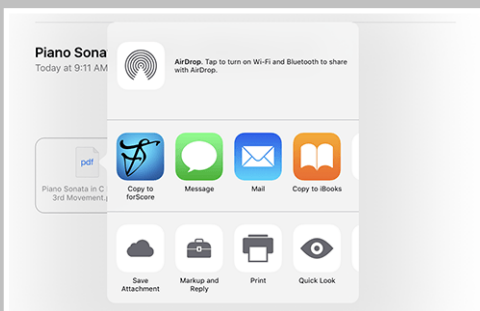 Piano Sona
Today at 9:11 AM
AirDrop. Tap to turn on Wi-Fi and Bluetooth to share
with AirDrop.
pdf
Piano Sonata in C
3rd Movement.p
Copy to
forScore
Message
Mail
Copy to iBooks
Save
Attachment
Markup and
Reply
Print
Quick Look